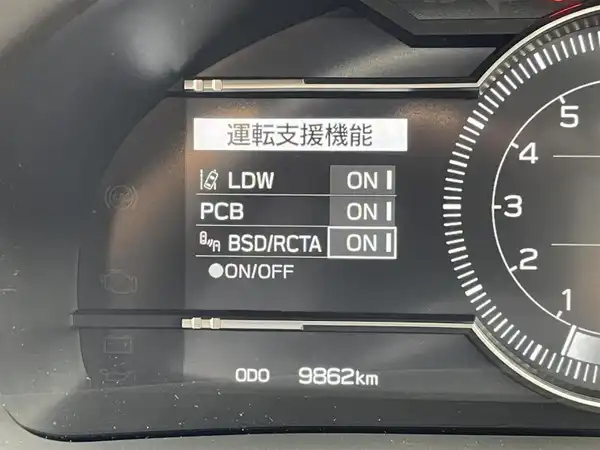 運転支援機能
LDW ON
PCB ON
BSD/RCTA ON
●ON/OFF
ODO 9862km
5
4
3
2
1